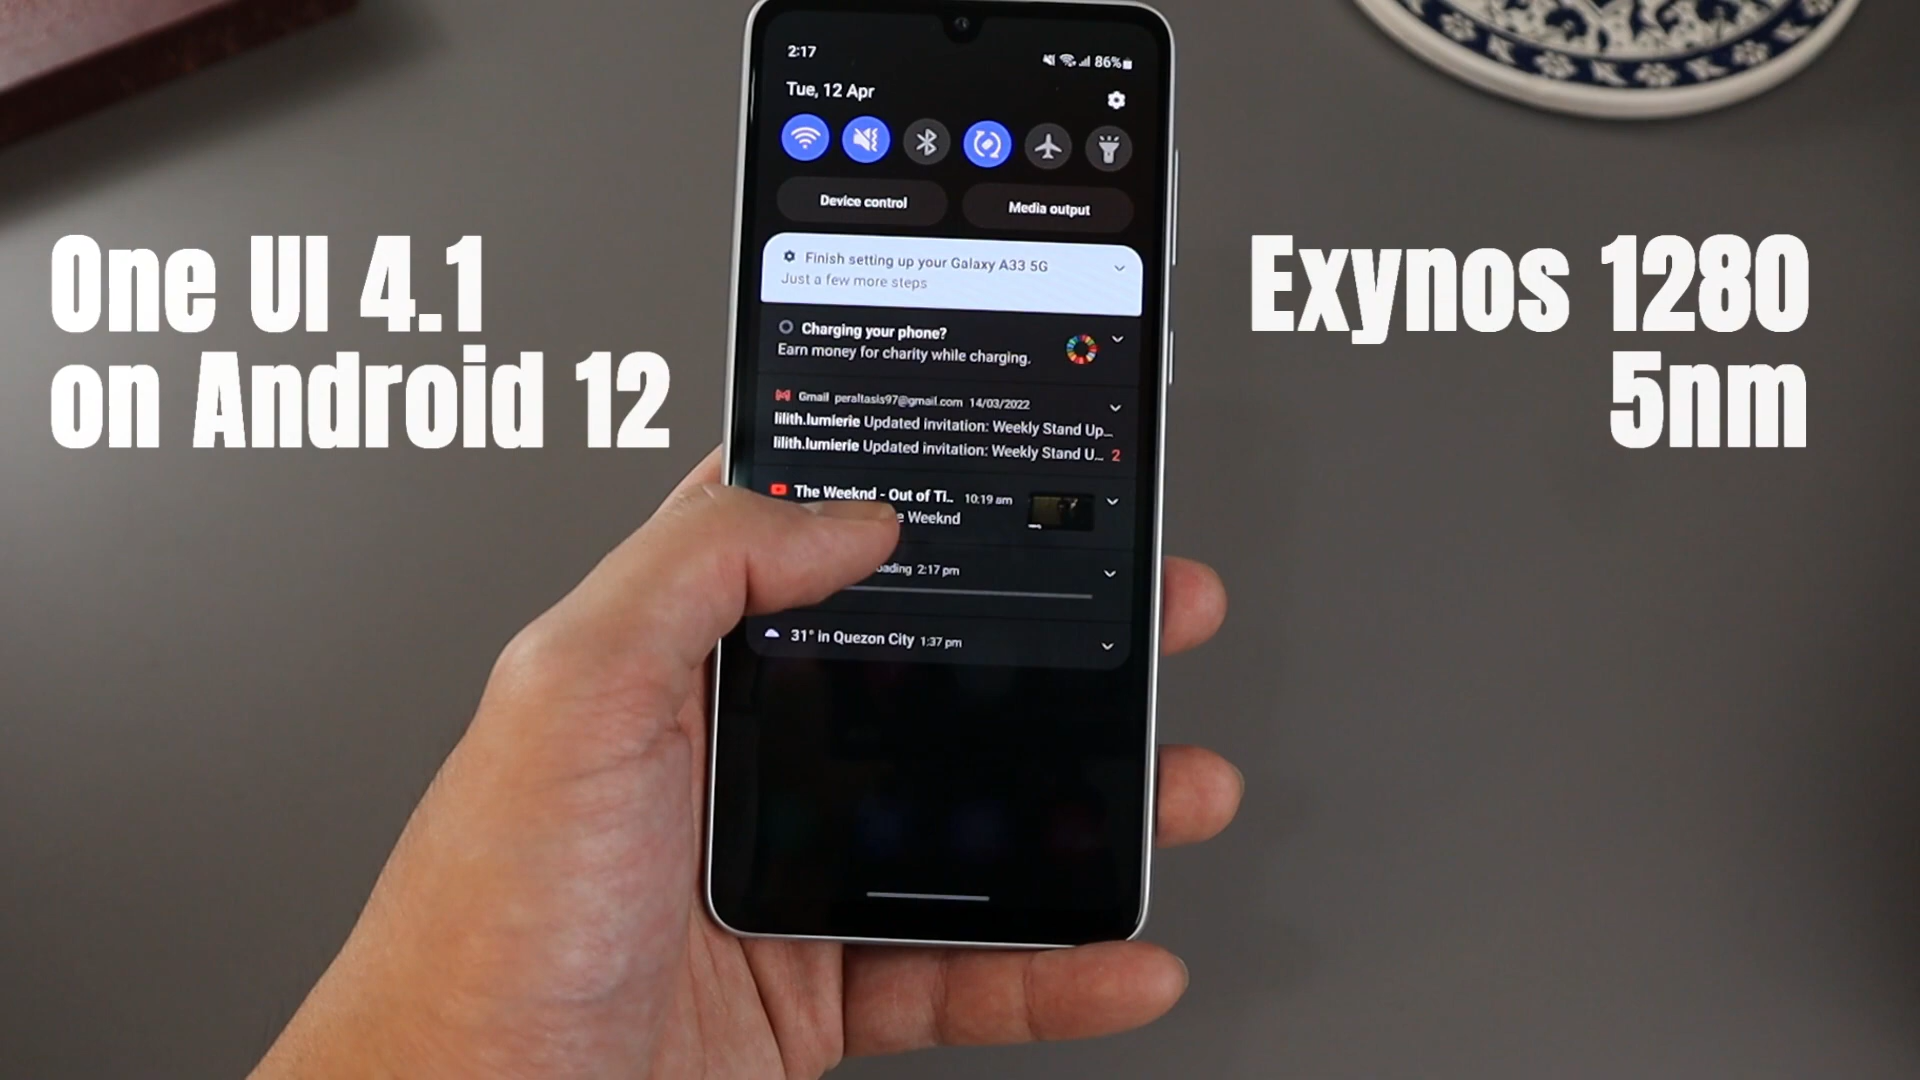 2:17
86%
Tue, 12 Apr
Device control
Media output
One UI 4.1
on Android 12
Exynos 1280
5nm
Finish setting up your Galaxy A33 5G
Just a few more steps
Charging your phone?
Earn money for charity while charging.
Gmail peraltasis97@gmail.com 14/03/2022
lilith.lumierie Updated invitation: Weekly Stand Up...
lilith.lumierie Updated invitation: Weekly Stand U... 2
The Weeknd - Out of Ti.. 10:19 am
Weeknd
2:17 pm
31° in Quezon City 1:37 pm